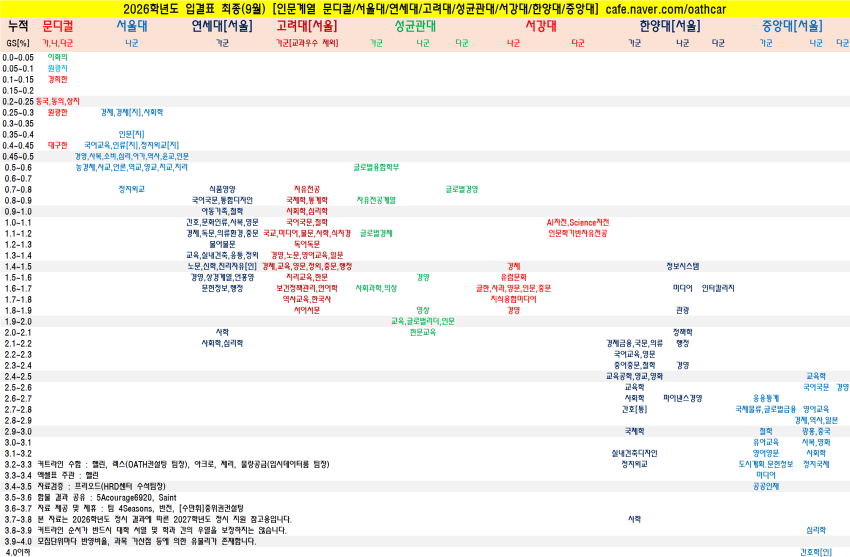 2026학년도 입결표 최종(9월) [인문계열 문디컬/서울대/연세대/고려대/성균관대/서강대/한양대/중앙대] cafe.naver.com/oathcar
누적 문디컬 서울대 연세대[서울] 고려대[서울] 성균관대 서강대 한양대[서울] 중앙대[서울]
GS[%] 가,나,다군 나군 가군 가군[교과우수 제외] 가군 나군 다군 나군 다군 가군 나군 다군 가군 나군 다군
0.0-0.05 이화의
0.05-0.1 원광치
0.1-0.15 경희한
0.15-0.2
0.2-0.25 동국,동의,상지
0.25-0.3 원광한 경제,경제[지],사회학
0.3-0.35
0.35-0.4 인문[지]
0.4-0.45 대구한 국어교육,인류[지],정치외교[지]
0.45-0.5 경영,사복,소비,심리,아가,역사,윤교,인문
0.5-0.6 농경제,사교,언론,역교,영교,지교,지리 글로벌융합학부
0.6-0.7
0.7-0.8 정치외교 식품영양 자유전공 글로벌경영
0.8-0.9 국어국문,통합디자인 국제학,통계학 자유전공계열
0.9-1.0 아동가족,철학 사회학,심리학
1.0-1.1 간호,문화인류,사복,영문 국어국문,철학 AI자전,Science자전
1.1-1.2 경제,독문,의류환경,중문 국교,미디어,불문,사학,식자경 글로벌경제 인문학기반자유전공
1.2-1.3 불어불문 독어독문
1.3-1.4 교육,실내건축,응통,정외 경영,노문,영어교육,일문
1.4-1.5 노문,신학,진리자유[인] 경제,교육,영문,정외,중문,행정 경제 정보시스템
1.5-1.6 경영,상경계열,언홍영 지리교육,한문 경영 유럽문화
1.6-1.7 문헌정보,행정 보건정책관리,언어학 사회과학,의상 글한,사과,영문,인문,중문 미디어 인터칼리지
1.7-1.8 역사교육,한국사 지식융합미디어
1.8-1.9 서어서문 영상 경영 관광
1.9-2.0 교육,글로벌리더,인문
2.0-2.1 사학 한문교육 정책학
2.1-2.2 사회학,심리학 경제금융,국문,의류 행정
2.2-2.3 국어교육,영문
2.3-2.4 중어중문,철학 경영
2.4-2.5 교육공학,영교,영화 교육학
2.5-2.6 교육학 국어국문 경영
2.6-2.7 사회학 파이낸스경영 응용통계
2.7-2.8 간호[통] 국제물류,글로벌금융 영어교육
2.8-2.9 경제,역사,일본
2.9-3.0 국제학 철학 광홍,중국
3.0-3.1 유아교육 사복,영화
3.1-3.2 실내건축디자인 영어영문 사회학
3.2-3.3 커트라인 수합 : 핼린, 렉스(OATH컨설팅 팀장), 아크로, 제리, 물량공급(입시데이터룸 팀장) 정치외교 도시계획,문헌정보 정치국제
3.3-3.4 엑셀표 주관 : 핼린 미디어
3.4-3.5 자료검증 : 프리오드(HRD센터 수석팀장) 공공인재
3.5-3.6 합불 결과 공유 : 5Acourage6920, Saint
3.6-3.7 자료 제공 및 제휴 : 팀 4Seasons, 반전, [수만휘]중위권컨설팅
3.7-3.8 본 자료는 2026학년도 정시 결과에 따른 2027학년도 정시 지원 참고용입니다. 사학
3.8-3.9 커트라인 순서가 반드시 대학 서열 및 학과 간의 우열을 보장하지는 않습니다. 심리학
3.9-4.0 모집단위마다 반영비율, 과목 가산점 등에 의한 유불리가 존재합니다.
4.0이하 간호학[인]